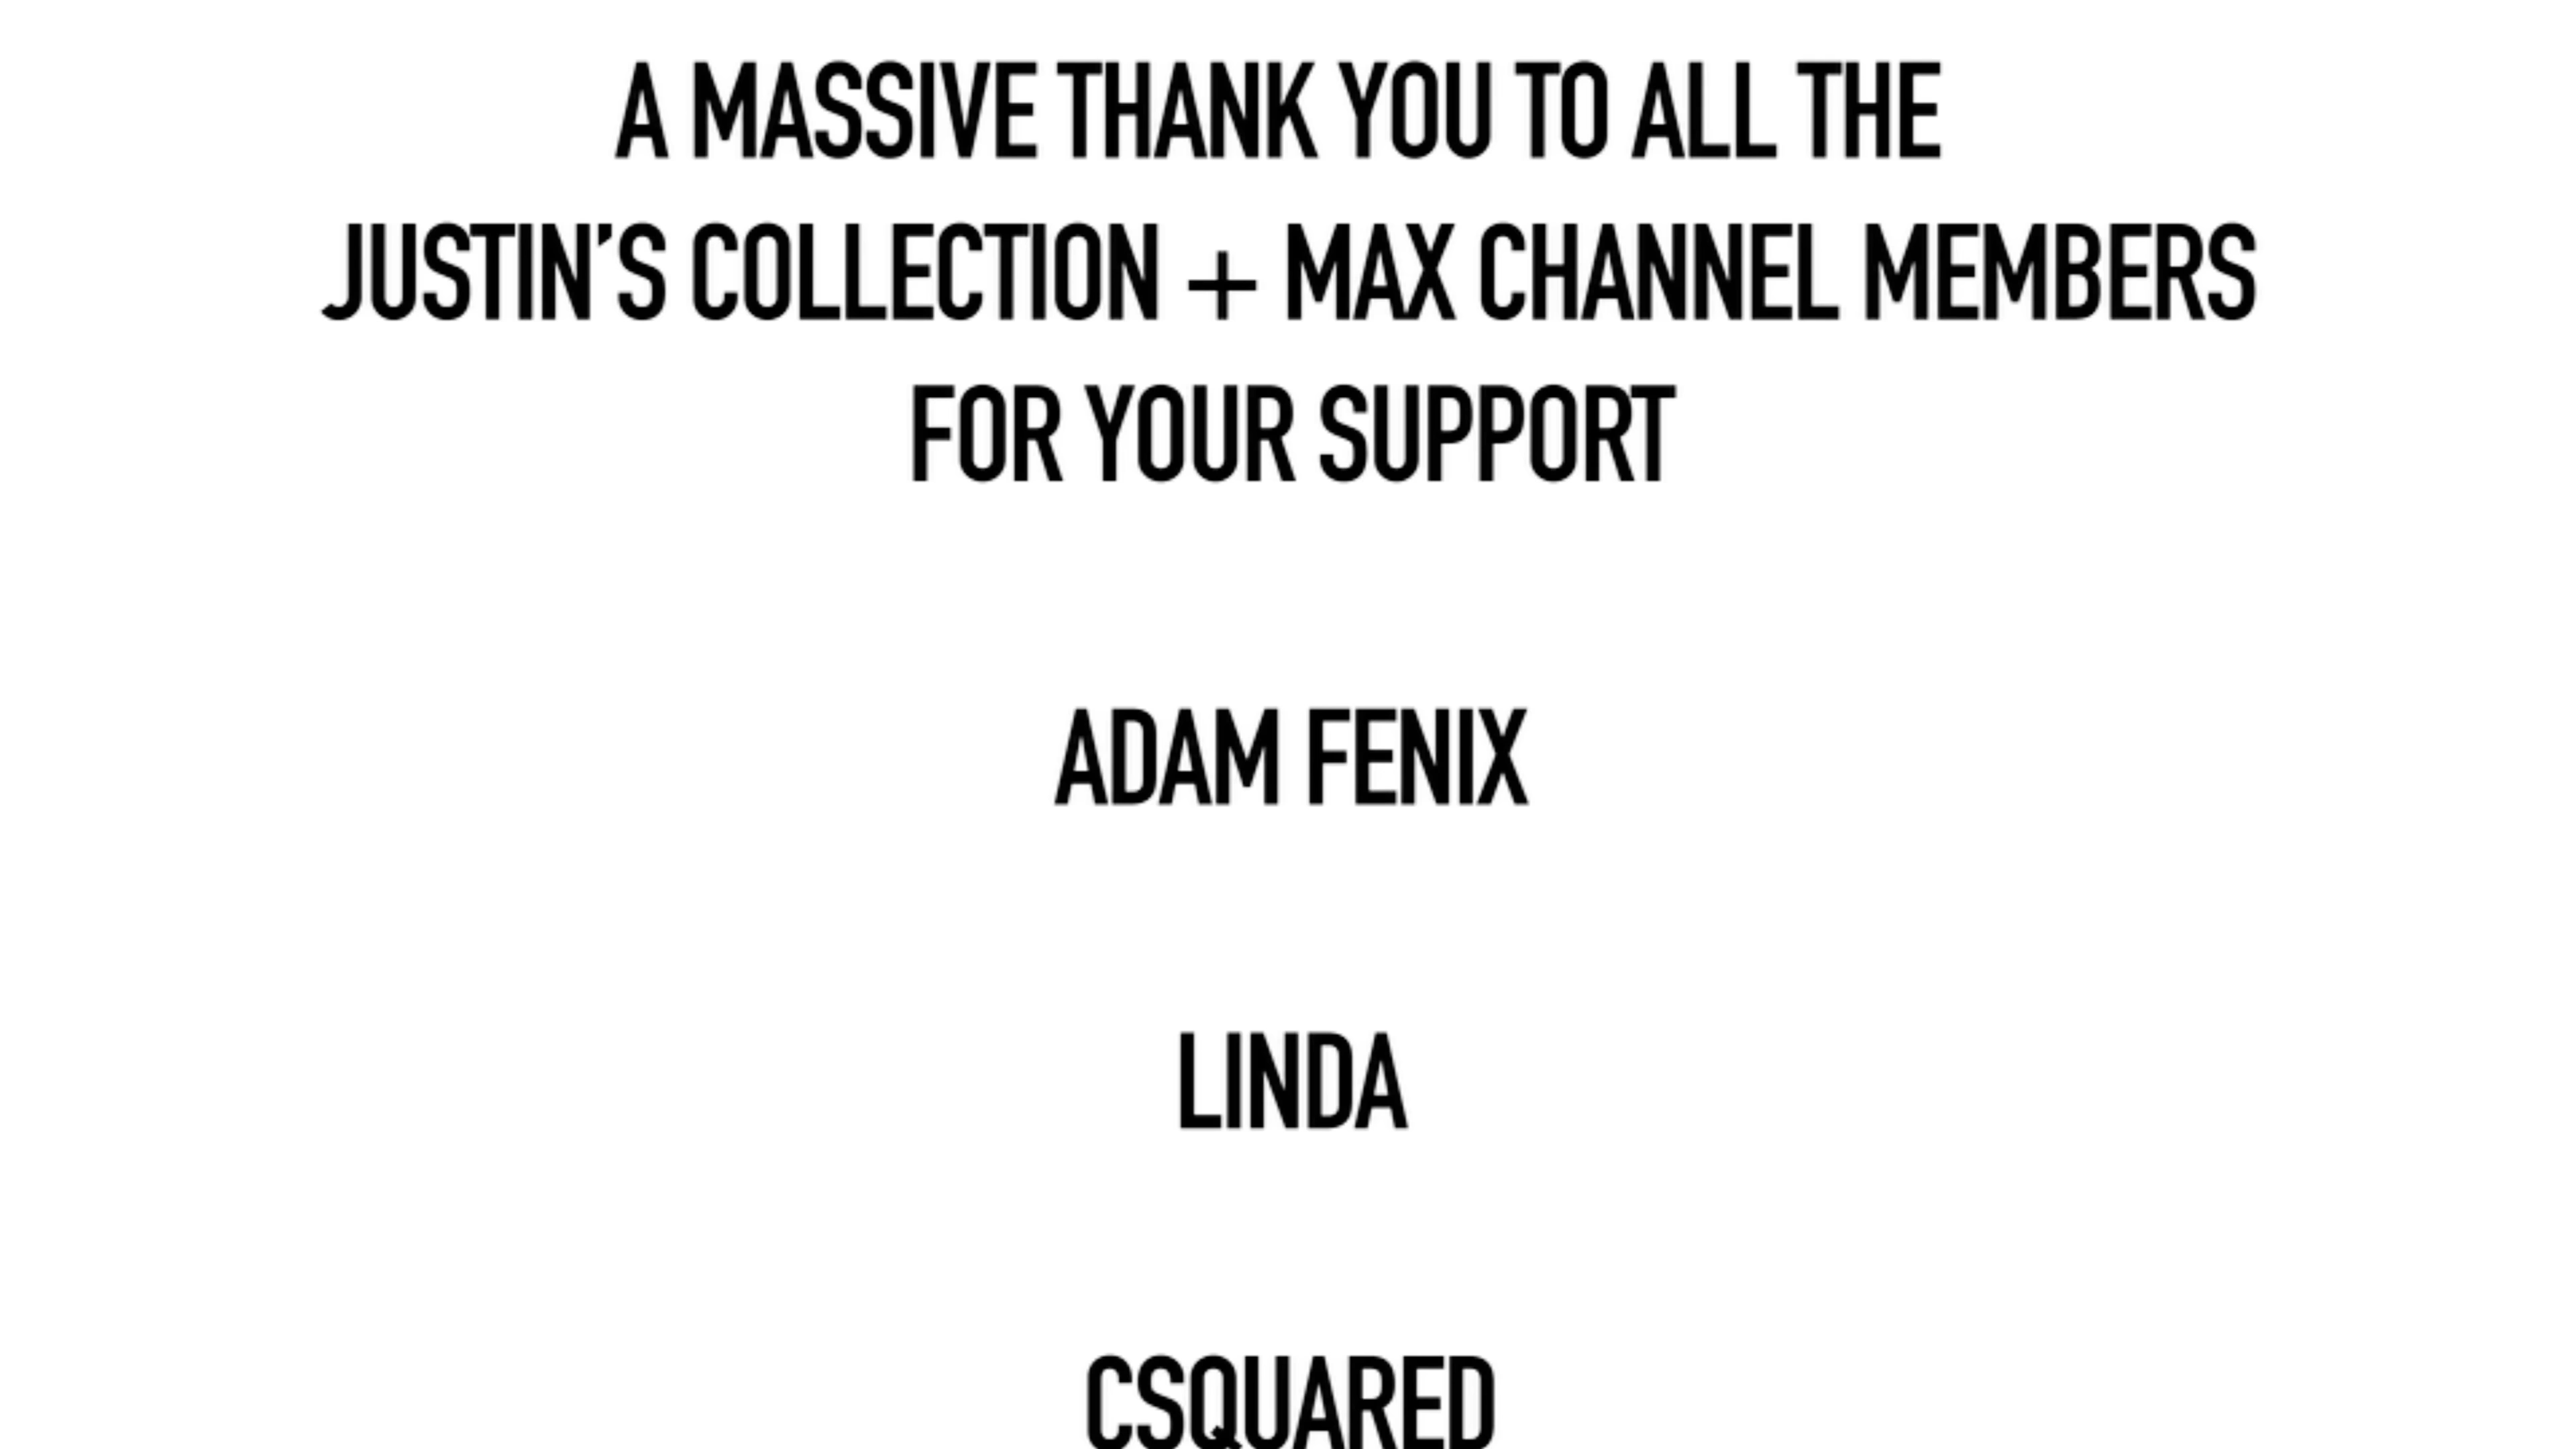 A MASSIVE THANK YOU TO ALL THE
JUSTIN’S COLLECTION + MAX CHANNEL MEMBERS
FOR YOUR SUPPORT
ADAM FENIX
LINDA
CSQUARED